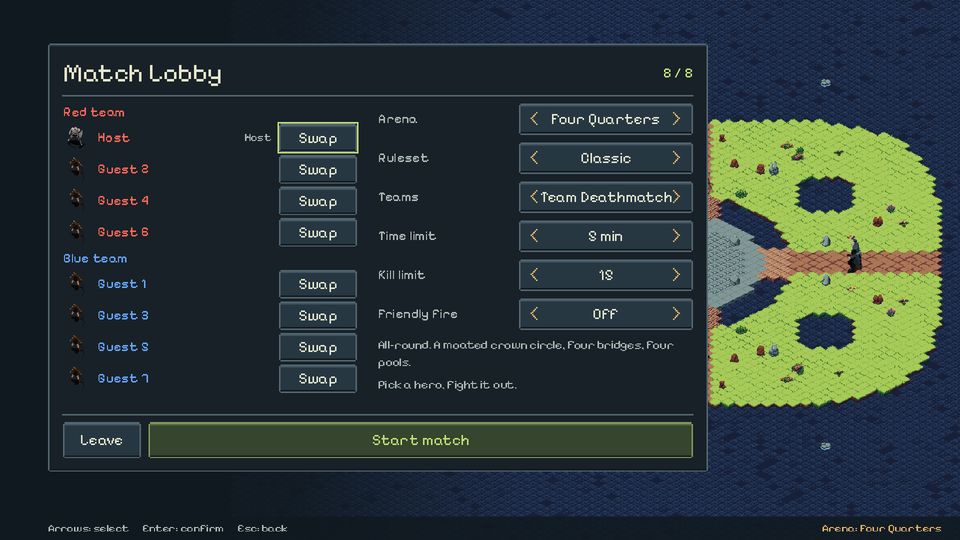 Match Lobby
8/8
Red team
Host
Host
Swap
Guest 2
Swap
Guest 4
Swap
Guest 6
Swap
Blue team
Guest 1
Swap
Guest 3
Swap
Guest 5
Swap
Guest 7
Swap
Arena
< Four Quarters >
Ruleset
< Classic >
Teams
< Team Deathmatch >
Time limit
< 5 min >
Kill limit
< 15 >
Friendly Fire
< Off >
All-round. A moated crown circle, four bridges, four
pools.
Pick a hero, fight it out.
Leave
Start match
Arrows: select Enter: confirm Esc: back
Arena: Four Quarters